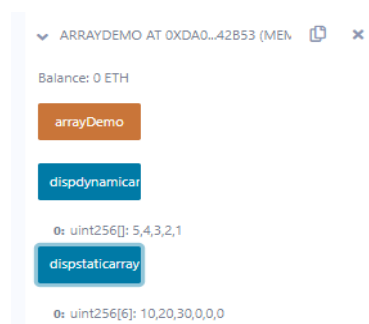 ARRAYDEMO AT 0XDA0...42B53 (MEM
Balance: 0 ETH
arrayDemo
dispdynamicar
0: uint256[]: 5,4,3,2,1
dispstaticarray
0: uint256[6]: 10,20,30,0,0,0